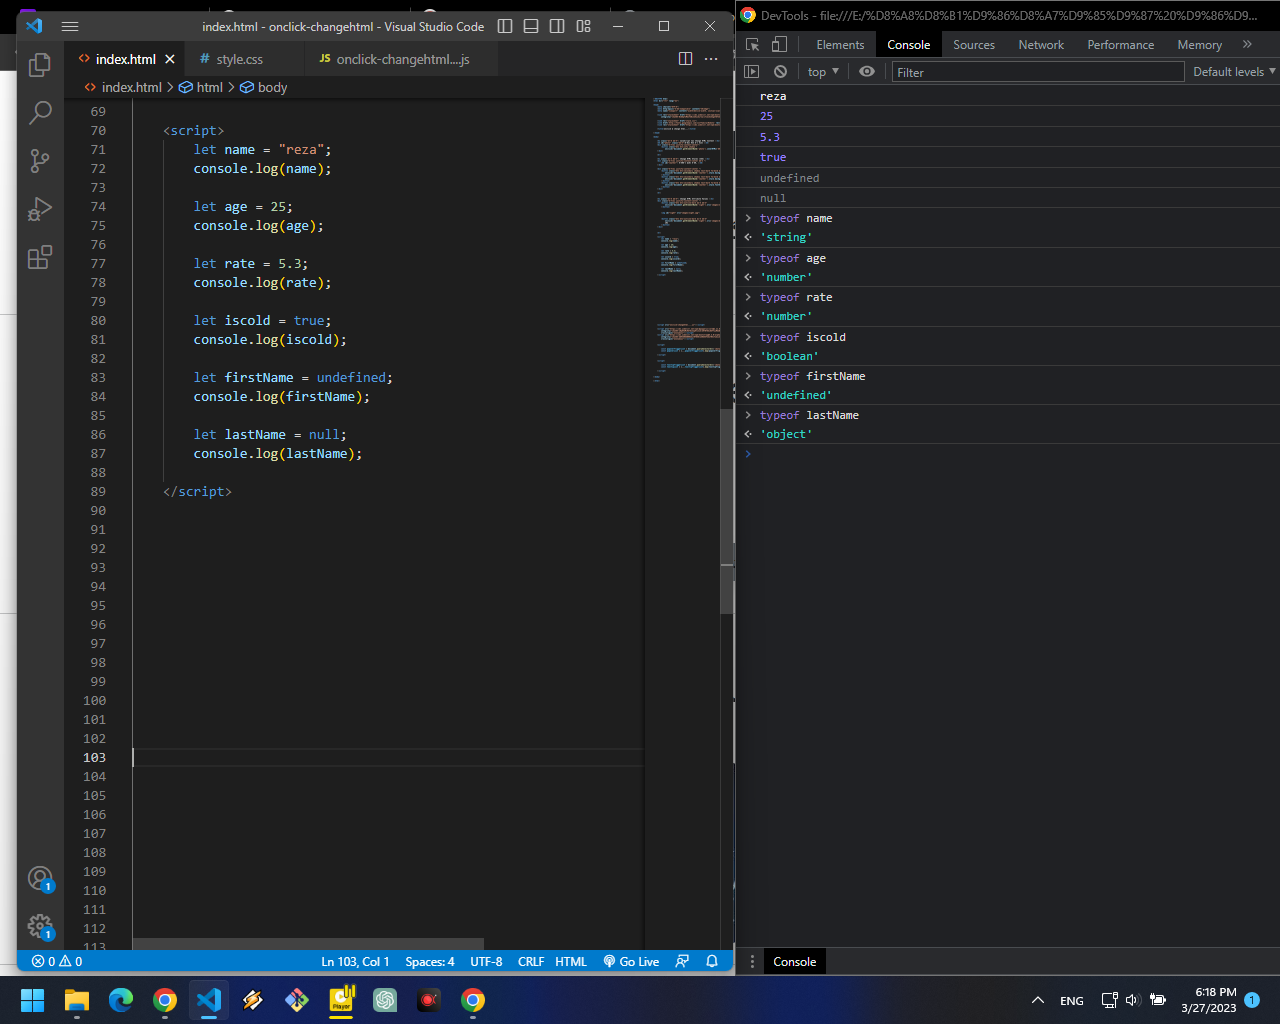 index.html - onclick-changehtml - Visual Studio Code
index.html
style.css
JS onclick-changehtml....js
index.html > html > body
69
70 <script>
71 let name = "reza";
72 console.log(name);
73
74 let age = 25;
75 console.log(age);
76
77 let rate = 5.3;
78 console.log(rate);
79
80 let iscold = true;
81 console.log(iscold);
82
83 let firstName = undefined;
84 console.log(firstName);
85
86 let lastName = null;
87 console.log(lastName);
88
89 </script>
90
91
92
93
94
95
96
97
98
99
100
101
102
103
104
105
106
107
108
109
110
111
112
113
1
1
0 0
Ln 103, Col 1
Spaces: 4
UTF-8
CRLF
HTML
Go Live
DevTools - file:///E:/%D8%A8%D8%B1%D9%86%D8%A7%D9%85%D9%87%20%D9%86%D9...
Elements
Console
Sources
Network
Performance
Memory
top
Filter
Default levels
reza
25
5.3
true
undefined
null
> typeof name
'string'
> typeof age
'number'
> typeof rate
'number'
> typeof iscold
'boolean'
> typeof firstName
'undefined'
> typeof lastName
'object'
>
Console
Player
ENG
6:18 PM
3/27/2023
1